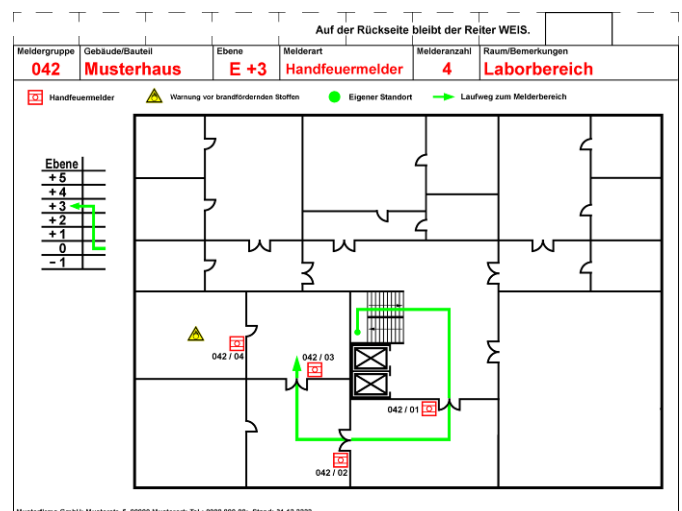 Auf der Rückseite bleibt der Reiter WEIS.
Meldergruppe Gebäude/Bauteil Ebene Melderart Melderanzahl Raum/Bemerkungen
042 Musterhaus E +3 Handfeuermelder 4 Laborbereich
Handfeuermelder Warnung vor brandfördernden Stoffen Eigener Standort Laufweg zum Melderbereich
Ebene
+ 5
+ 4
+ 3
+ 2
+ 1
0
- 1
042 / 04
042 / 03
042 / 01
042 / 02